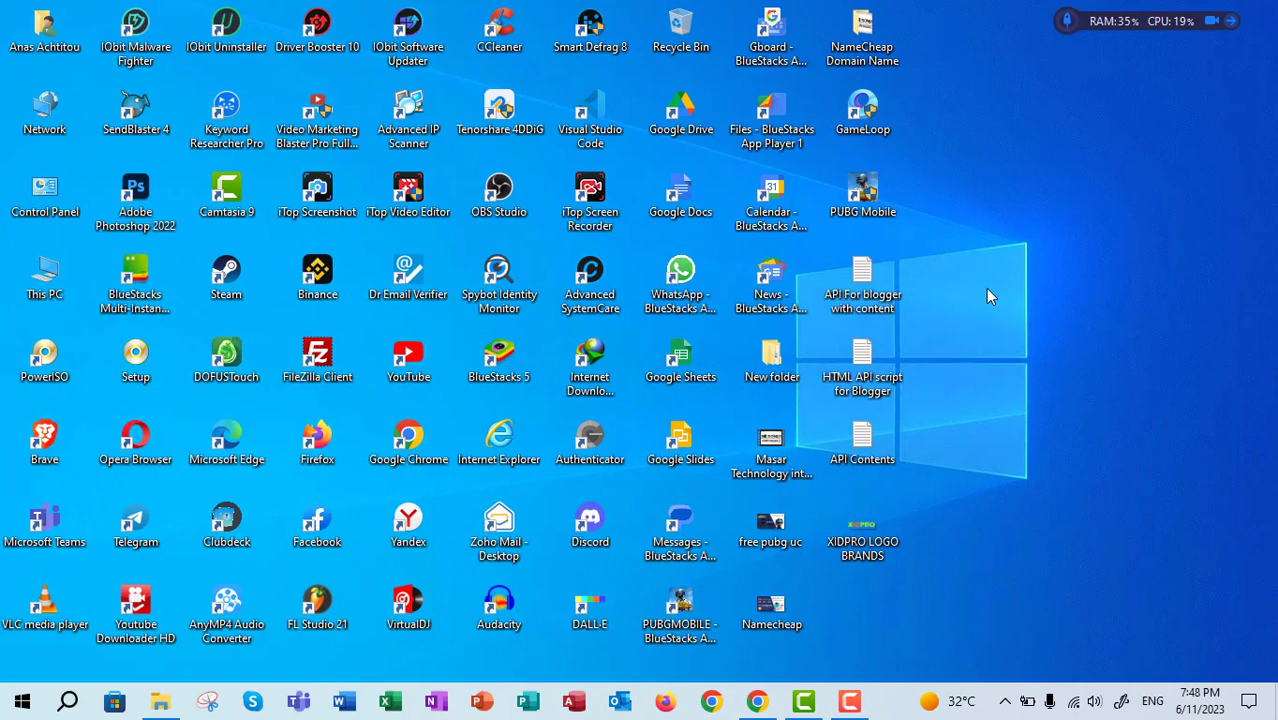 RAM:35% CPU: 19%
Anas Achtitou
IObit Malware
Fighter
IObit Uninstaller
Driver Booster 10
IObit Software
Updater
CCleaner
Smart Defrag 8
Recycle Bin
Gboard -
BlueStacks A...
NameCheap
Domain Name
Network
SendBlaster 4
Keyword
Researcher Pro
Video Marketing
Blaster Pro Full...
Advanced IP
Scanner
Tenorshare 4DDiG
Visual Studio
Code
Google Drive
Files - BlueStacks
App Player 1
GameLoop
Control Panel
Adobe
Photoshop 2022
Camtasia 9
iTop Screenshot
iTop Video Editor
OBS Studio
iTop Screen
Recorder
Google Docs
Calendar -
BlueStacks A...
PUBG Mobile
This PC
BlueStacks
Multi-Instan...
Steam
Binance
Dr Email Verifier
Spybot Identity
Monitor
Advanced
SystemCare
WhatsApp -
BlueStacks A...
News -
BlueStacks A...
API For blogger
with content
PowerISO
Setup
DOFUSTouch
FileZilla Client
YouTube
BlueStacks 5
Internet
Downlo...
Google Sheets
New folder
HTML API script
for Blogger
Brave
Opera Browser
Microsoft Edge
Firefox
Google Chrome
Internet Explorer
Authenticator
Google Slides
Masar
Technology int...
API Contents
Microsoft Teams
Telegram
Clubdeck
Facebook
Yandex
Zoho Mail -
Desktop
Discord
Messages -
BlueStacks A...
free pubg uc
XIDPRO
XIDPRO LOGO
BRANDS
VLC media player
Youtube
Downloader HD
AnyMP4 Audio
Converter
FL Studio 21
VirtualDJ
Audacity
DALL-E
PUBGMOBILE -
BlueStacks A...
Namecheap
32°C
ENG
7:48 PM
6/11/2023